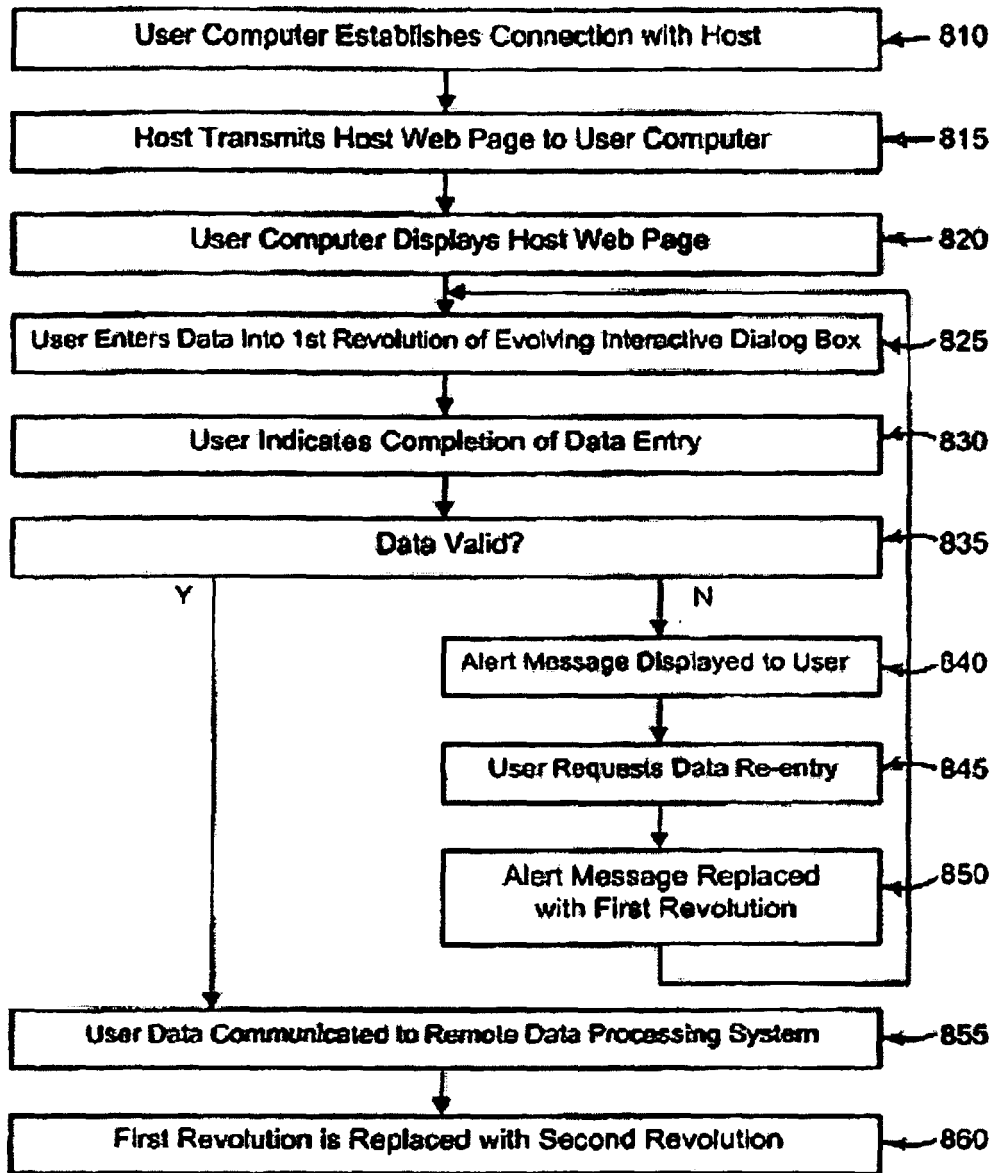 User Computer Establishes Connection with Host
810
Host Transmits Host Web Page to User Computer
815
User Computer Displays Host Web Page
820
User Enters Data Into 1st Revolution of Evolving Interactive Dialog Box
825
User Indicates Completion of Data Entry
830
Data Valid?
835
Y
N
Alert Message Displayed to User
840
User Requests Data Re-entry
845
Alert Message Replaced
with First Revolution
850
User Data Communicated to Remote Data Processing System
855
First Revolution is Replaced with Second Revolution
860